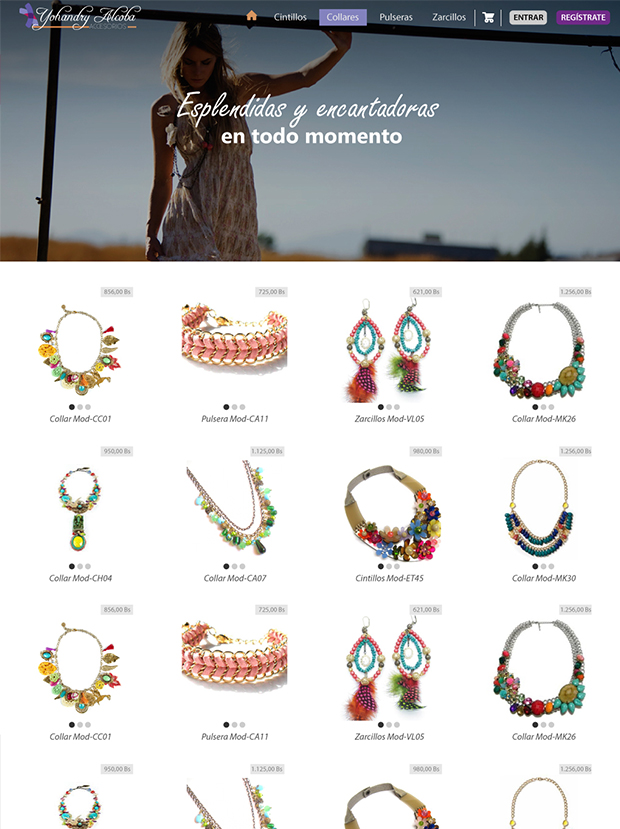 Yohandry Alcoba
ACCESORIOS
Cintillos Collares Pulseras Zarcillos ENTRAR REGÍSTRATE
Esplendidas y encantadoras
en todo momento
856,00 Bs 725,00 Bs 621,00 Bs 1.256,00 Bs
Collar Mod-CC01 Pulsera Mod-CA11 Zarcillos Mod-VL05 Collar Mod-MK26
950,00 Bs 1.125,00 Bs 980,00 Bs 1.256,00 Bs
Collar Mod-CH04 Collar Mod-CA07 Cintillos Mod-ET45 Collar Mod-MK30
856,00 Bs 725,00 Bs 621,00 Bs 1.256,00 Bs
Collar Mod-CC01 Pulsera Mod-CA11 Zarcillos Mod-VL05 Collar Mod-MK26
950,00 Bs 1.125,00 Bs 980,00 Bs 1.256,00 Bs